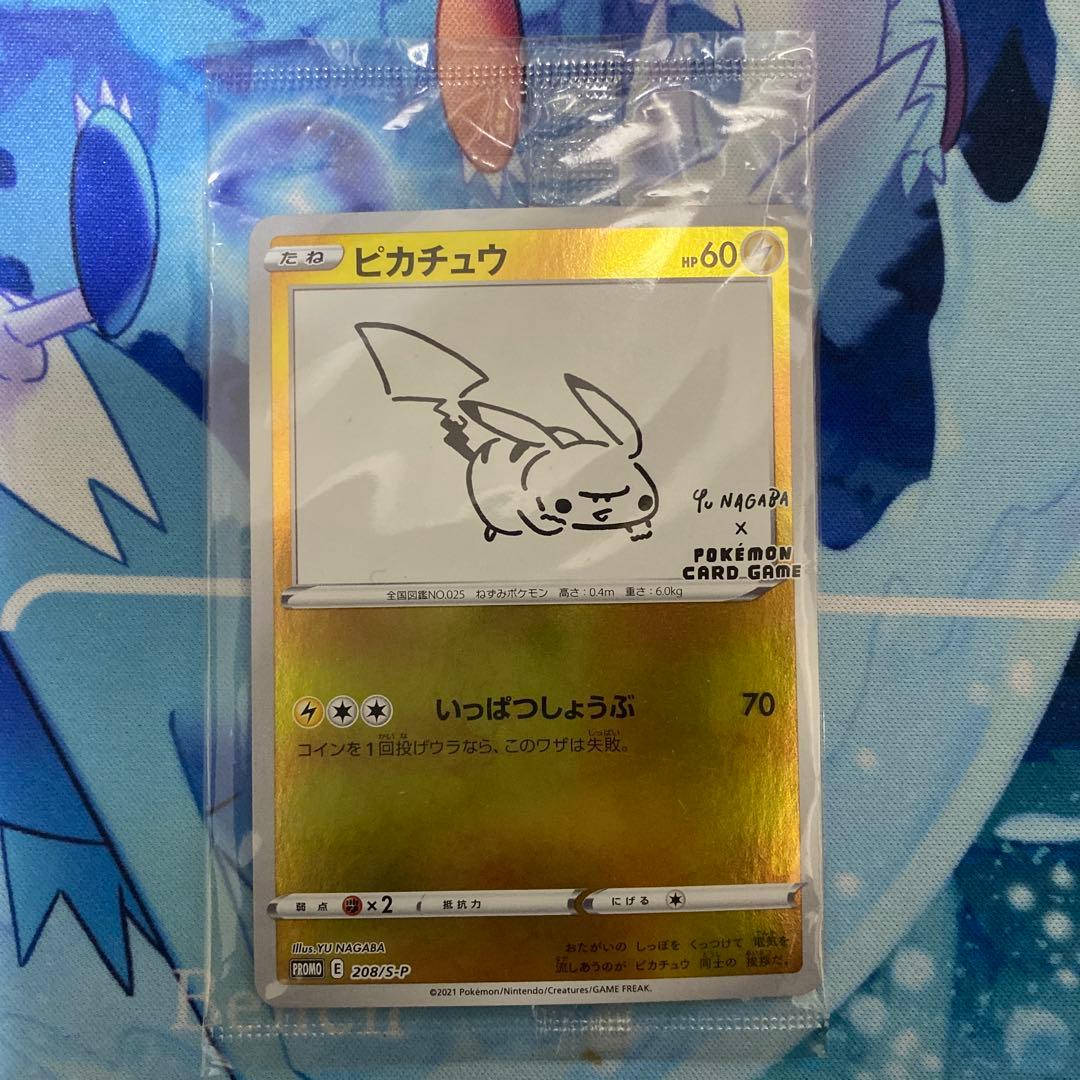 たね ピカチュウ HP60
YU NAGABA
×
POKÉMON
CARD GAME
全国図鑑NO.025 ねずみポケモン 高さ:0.4m 重さ:6.0kg
いっぱつしょうぶ 70
コインを1回投げウラなら、このワザは失敗。
弱点 ×2 抵抗力 にげる
Illus.YU NAGABA
PROMO E 208/S-P
おたがいの しっぽを くっつけて 電気を
流しあうのが ピカチュウ 同士の 挨拶だ。
©2021 Pokémon/Nintendo/Creatures/GAME FREAK.
Bench